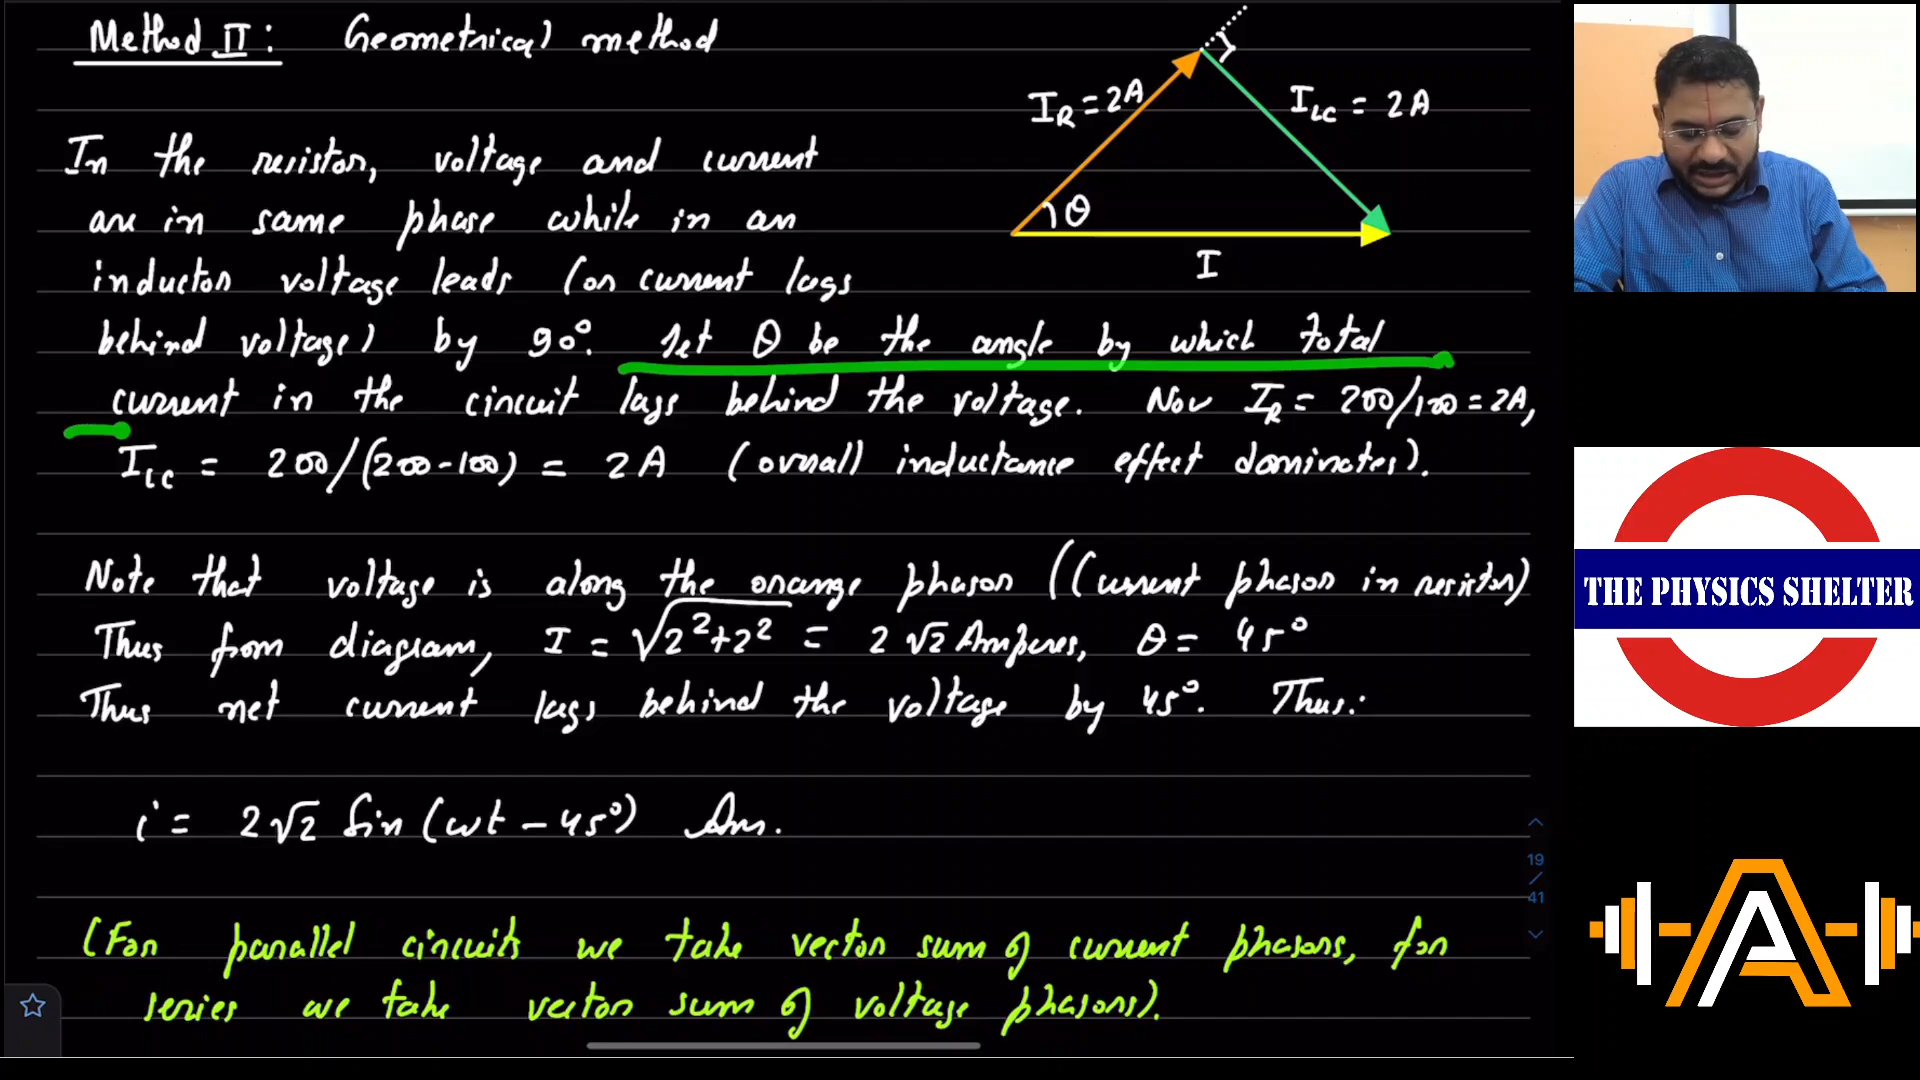 Method II: Geometrical method
I_R = 2A
I_LC = 2A
θ
I
In the resistor, voltage and current
are in same phase while in an
inductor voltage leads (or current lags
behind voltage) by 90°. Let θ be the angle by which total
current in the circuit lags behind the voltage. Now I_R = 200/100 = 2A,
I_LC = 200/(200-100) = 2A (overall inductance effect dominates).
Note that voltage is along the orange phasor ((current phasor in resistor)
Thus from diagram, I = √2²+2² = 2√2 Amperes, θ = 45°
Thus net current lags behind the voltage by 45°. Thus:
i = 2√2 Sin (ωt - 45°) Ans.
(For parallel circuits we take vector sum of current phasors, for
series we take vector sum of voltage phasors).
19
/
41
THE PHYSICS SHELTER
A